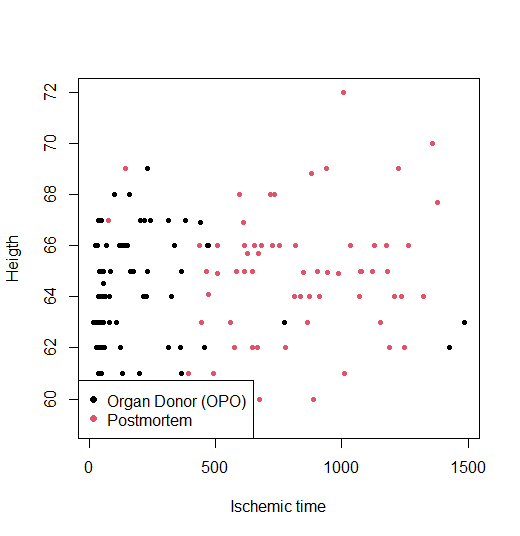 72
70
68
66
64
62
60
Heigth
Organ Donor (OPO)
Postmortem
0 500 1000 1500
Ischemic time